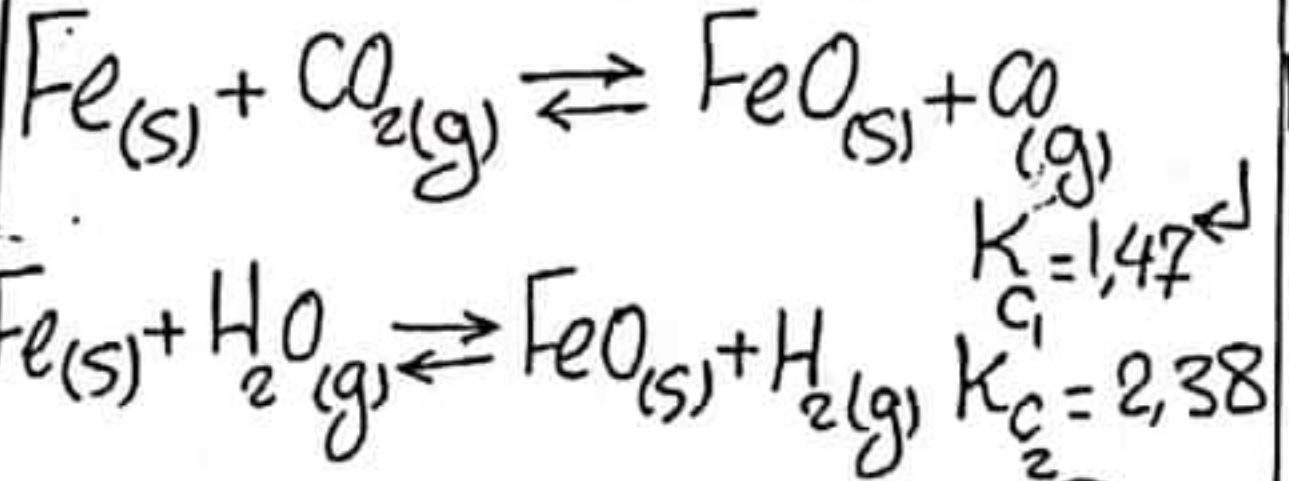 Fe(s) + CO₂(g) ⇌ FeO(s) + CO(g)
Kc₁ = 1,47 ↲
Fe(s) + H₂O(g) ⇌ FeO(s) + H₂(g) Kc₂ = 2,38